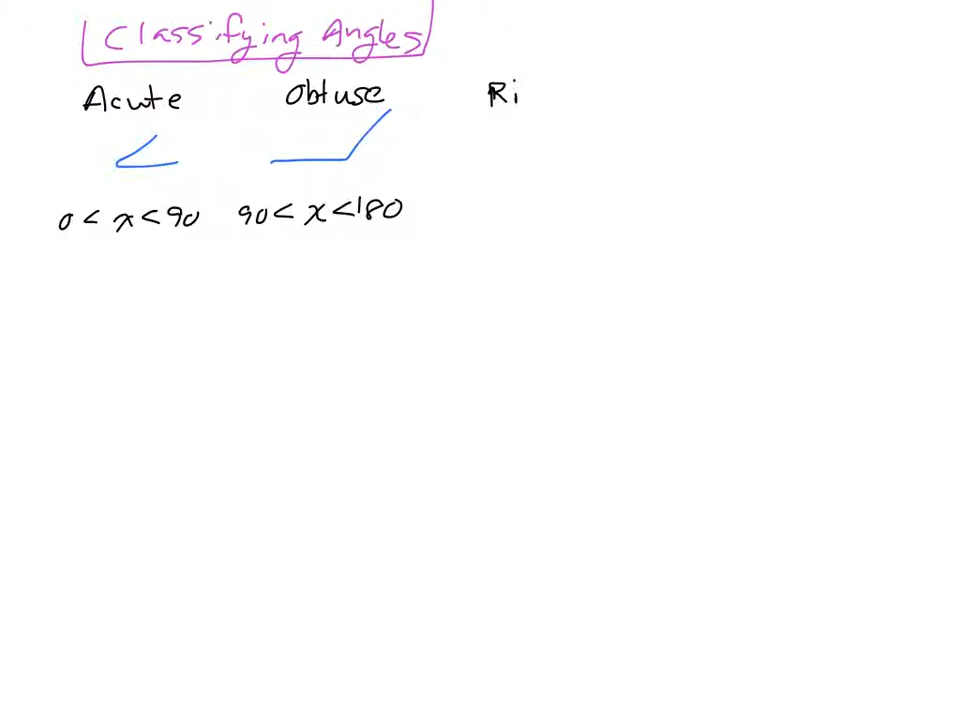 Classifying Angles
Acute Obtuse Ri
0 < x < 90 90 < x < 180